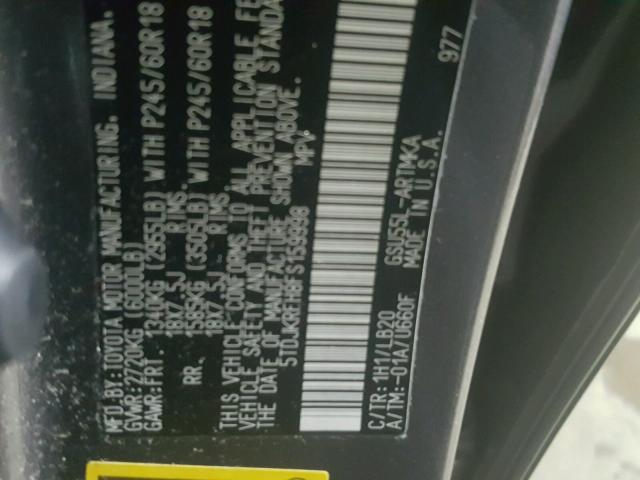 MFD. BY: TOYOTA MOTOR MANUFACTURING, INDIANA,
GVWR: 2720KG (6000LB)
GAWR: FRT. 1340KG (2955LB) WITH P245/60R18
18X7.5J RIMS.
RR. 1589KG (3505LB) WITH P245/60R18
18X7.5J RIMS.
THIS VEHICLE CONFORMS TO ALL APPLICABLE FE
VEHICLE SAFETY AND THEFT PREVENTION STANDA
THE DATE OF MANUFACTURE SHOWN ABOVE.
5TDJKRFH8FS159998 MPV
C/TR: 1H1/LB20 GSU55L-ARTMKA
A/TM: -01A/U660F MADE IN U.S.A.
977